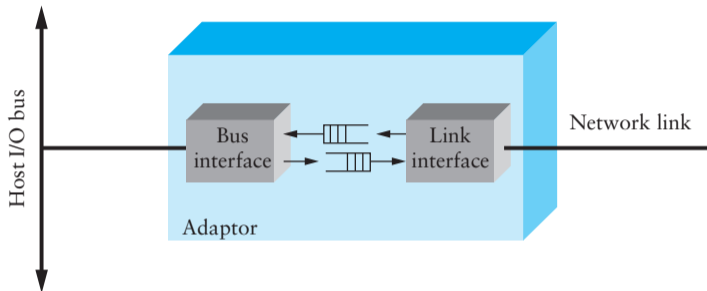 Host I/O bus
Bus
interface
Link
interface
Network link
Adaptor